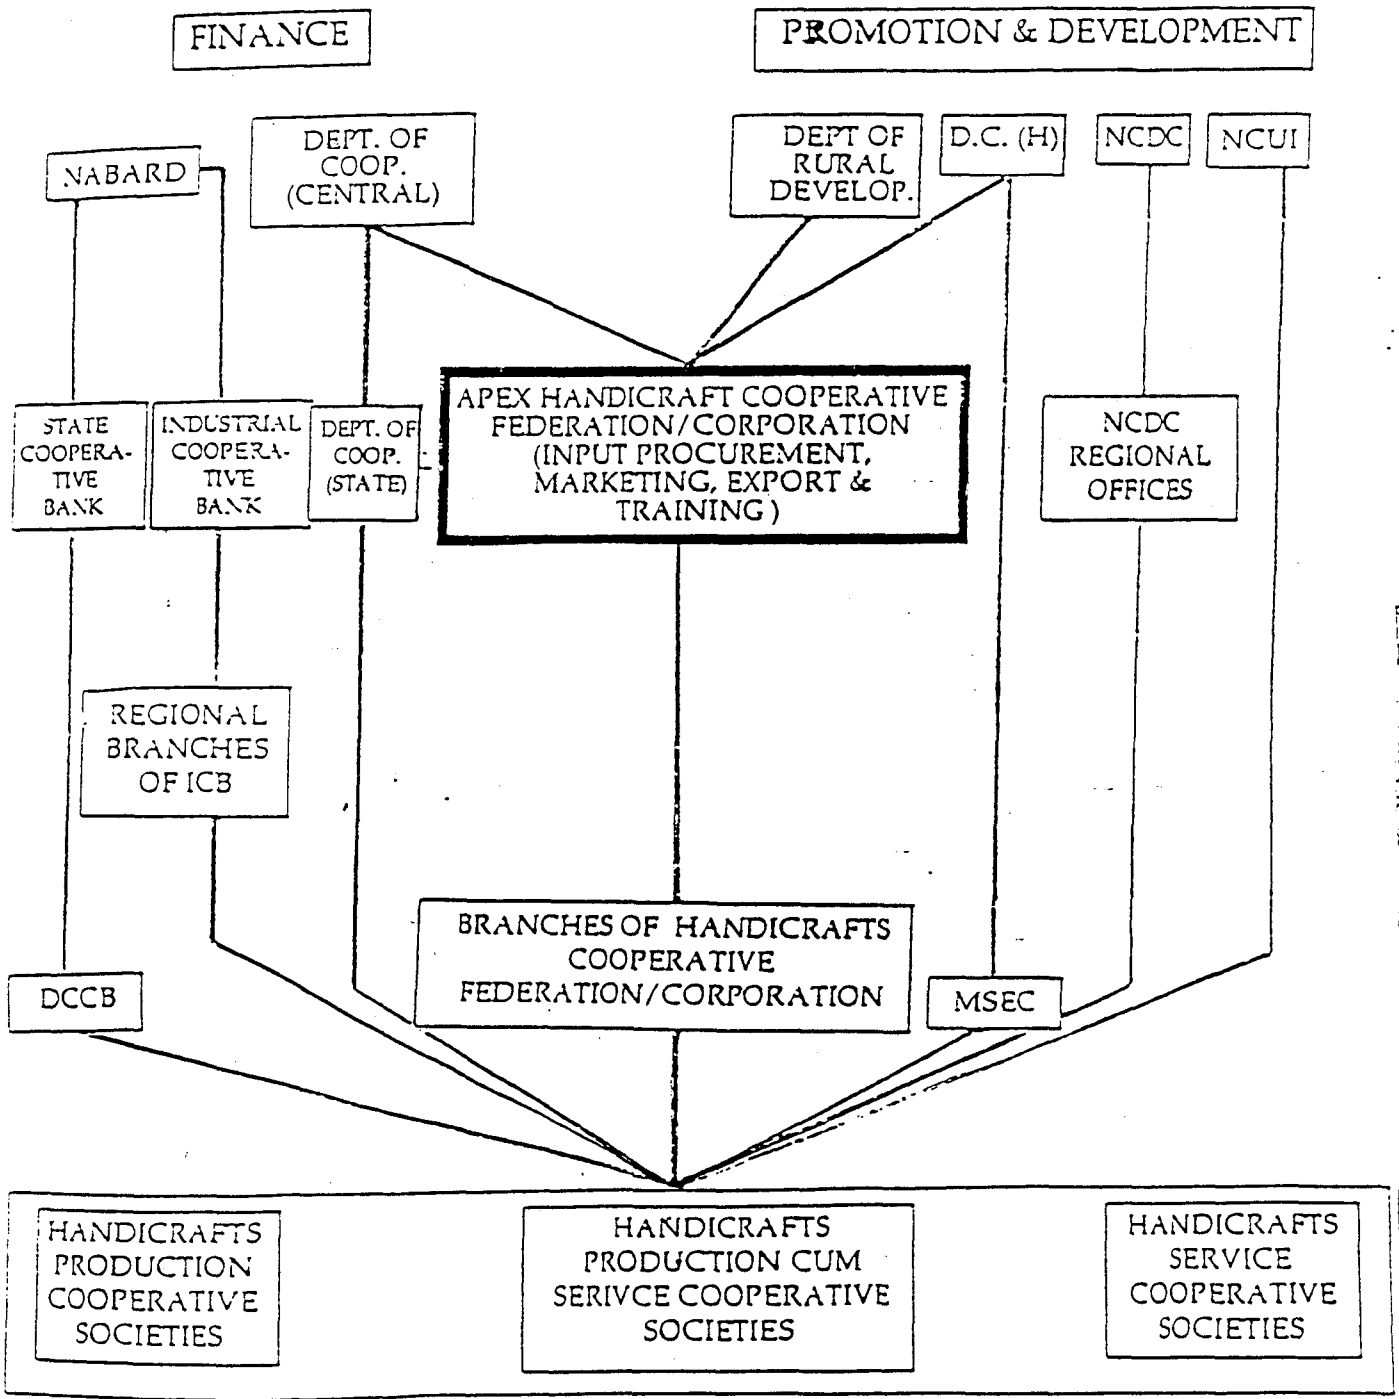 FINANCE
PROMOTION & DEVELOPMENT
NABARD
DEPT. OF
COOP.
(CENTRAL)
DEPT OF
RURAL
DEVELOP.
D.C. (H)
NCDC
NCUI
STATE
COOPERA-
TIVE
BANK
INDUSTRIAL
COOPERA-
TIVE
BANK
DEPT. OF
COOP.
(STATE)
APEX HANDICRAFT COOPERATIVE
FEDERATION/CORPORATION
(INPUT PROCUREMENT,
MARKETING, EXPORT &
TRAINING)
NCDC
REGIONAL
OFFICES
REGIONAL
BRANCHES
OF ICB
DCCB
BRANCHES OF HANDICRAFTS
COOPERATIVE
FEDERATION/CORPORATION
MSEC
HANDICRAFTS
PRODUCTION
COOPERATIVE
SOCIETIES
HANDICRAFTS
PRODUCTION CUM
SERIVCE COOPERATIVE
SOCIETIES
HANDICRAFTS
SERVICE
COOPERATIVE
SOCIETIES